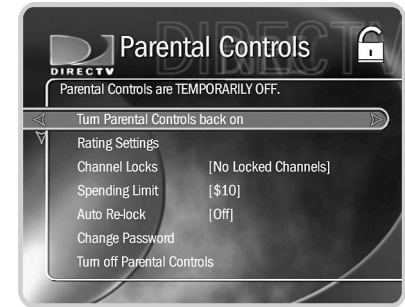 DIRECTV
Parental Controls
DIRECTV
Parental Controls are TEMPORARILY OFF.
Turn Parental Controls back on
Rating Settings
Channel Locks [No Locked Channels]
Spending Limit [$10]
Auto Re-lock [Off]
Change Password
Turn off Parental Controls